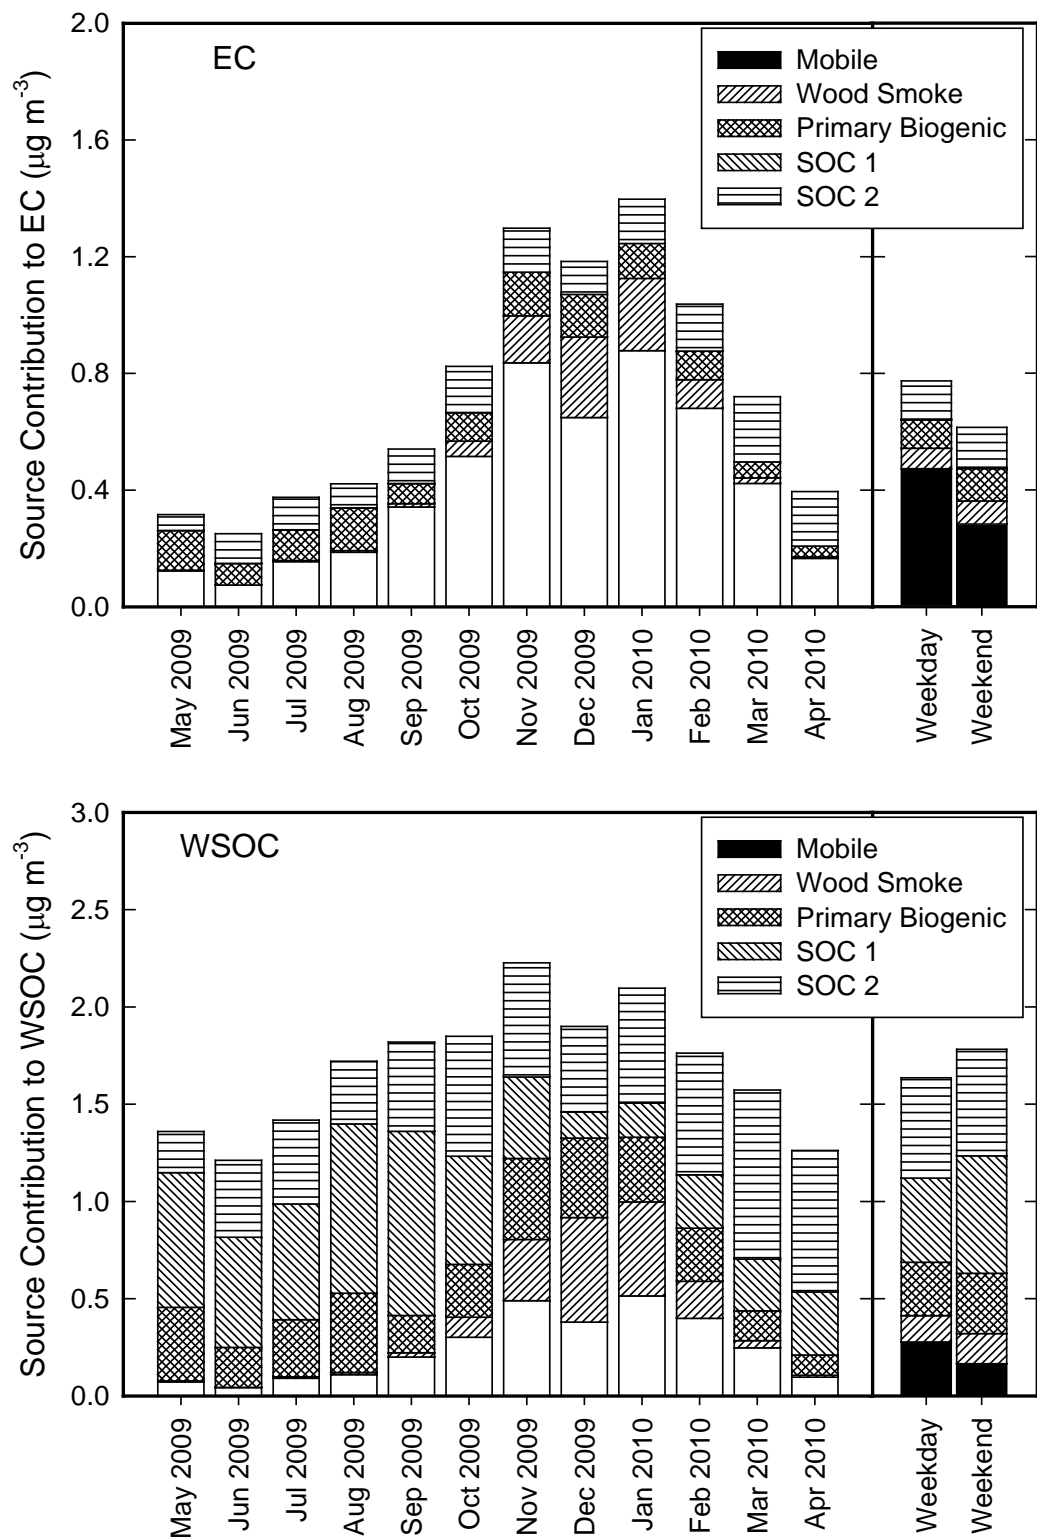 EC
Source Contribution to EC (μg m-3)
2.0
1.6
1.2
0.8
0.4
0.0
Mobile
Wood Smoke
Primary Biogenic
SOC 1
SOC 2
May 2009
Jun 2009
Jul 2009
Aug 2009
Sep 2009
Oct 2009
Nov 2009
Dec 2009
Jan 2010
Feb 2010
Mar 2010
Apr 2010
Weekday
Weekend
WSOC
Source Contribution to WSOC (μg m-3)
3.0
2.5
2.0
1.5
1.0
0.5
0.0
Mobile
Wood Smoke
Primary Biogenic
SOC 1
SOC 2
May 2009
Jun 2009
Jul 2009
Aug 2009
Sep 2009
Oct 2009
Nov 2009
Dec 2009
Jan 2010
Feb 2010
Mar 2010
Apr 2010
Weekday
Weekend